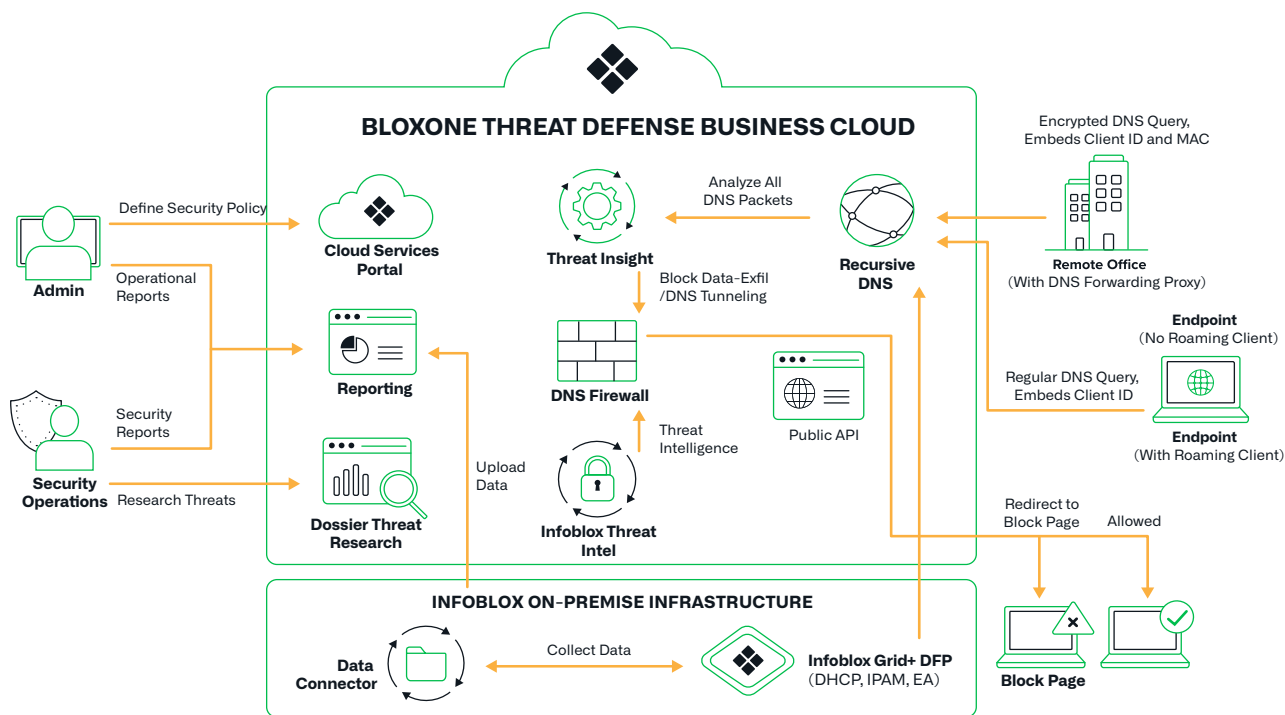 BLOXONE THREAT DEFENSE BUSINESS CLOUD
Define Security Policy
Admin
Operational
Reports
Security
Reports
Security
Operations
Research Threats
Cloud Services
Portal
Reporting
Dossier Threat
Research
Upload
Data
Threat Insight
Analyze All
DNS Packets
Recursive
DNS
Block Data-Exfil
/DNS Tunneling
DNS Firewall
Public API
Threat
Intelligence
Infoblox Threat
Intel
Encrypted DNS Query,
Embeds Client ID and MAC
Remote Office
(With DNS Forwarding Proxy)
Endpoint
(No Roaming Client)
Regular DNS Query,
Embeds Client ID
Endpoint
(With Roaming Client)
Redirect to
Block Page
Allowed
Block Page
INFOBLOX ON-PREMISE INFRASTRUCTURE
Data
Connector
Collect Data
Infoblox Grid+ DFP
(DHCP, IPAM, EA)